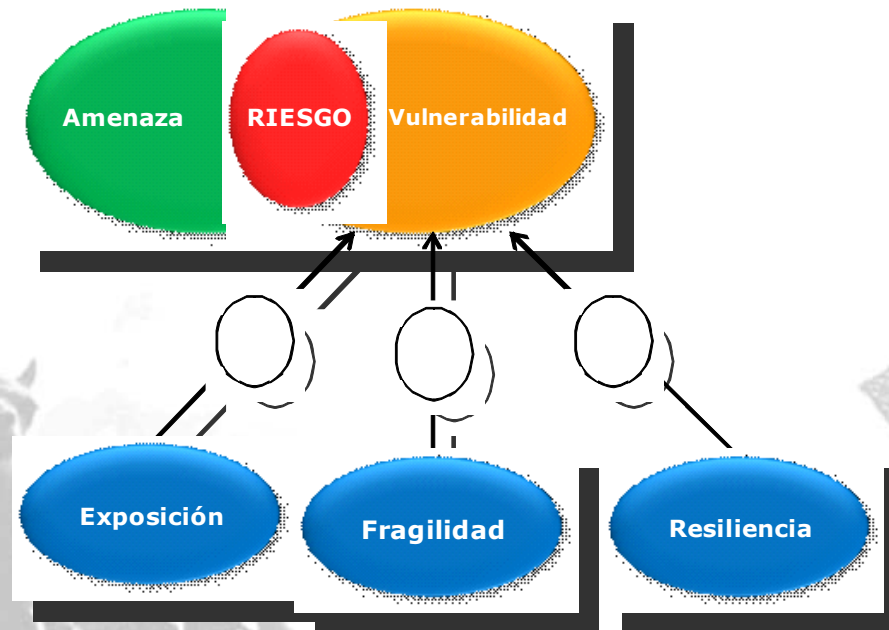 Amenaza
RIESGO
Vulnerabilidad
Exposición
Fragilidad
Resiliencia